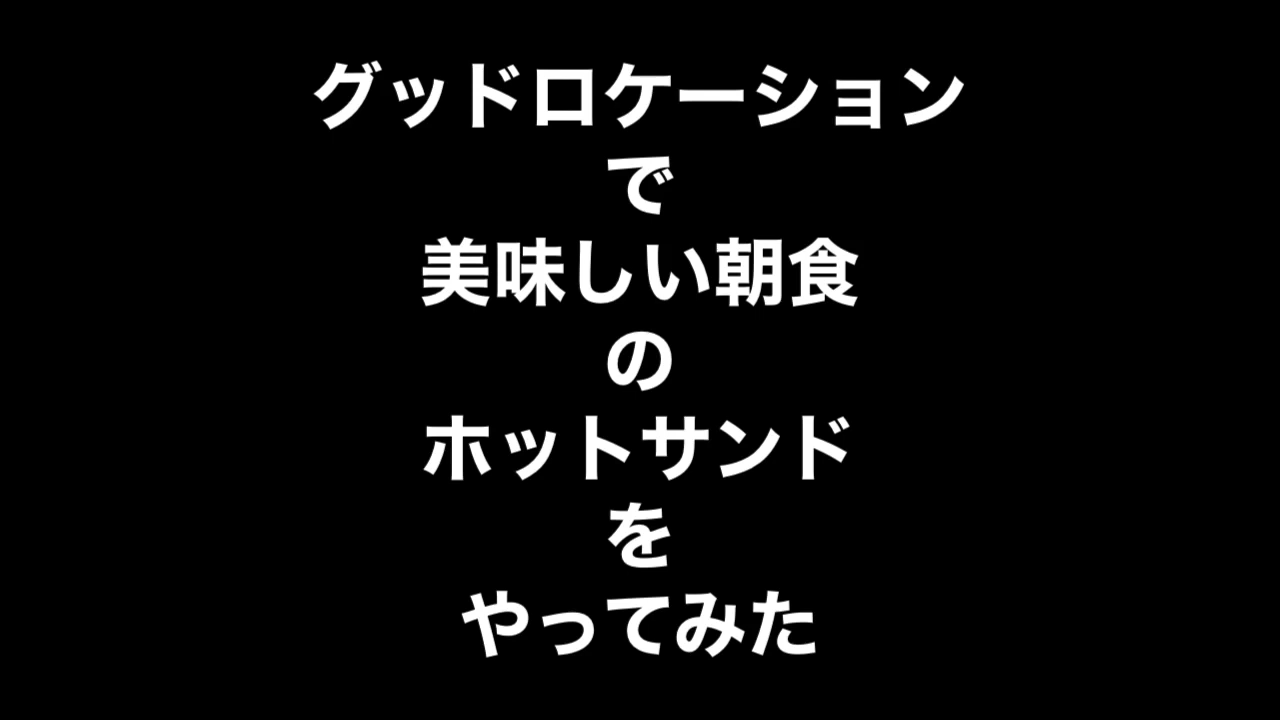 グッドロケーション
で
美味しい朝食
の
ホットサンド
を
やってみた